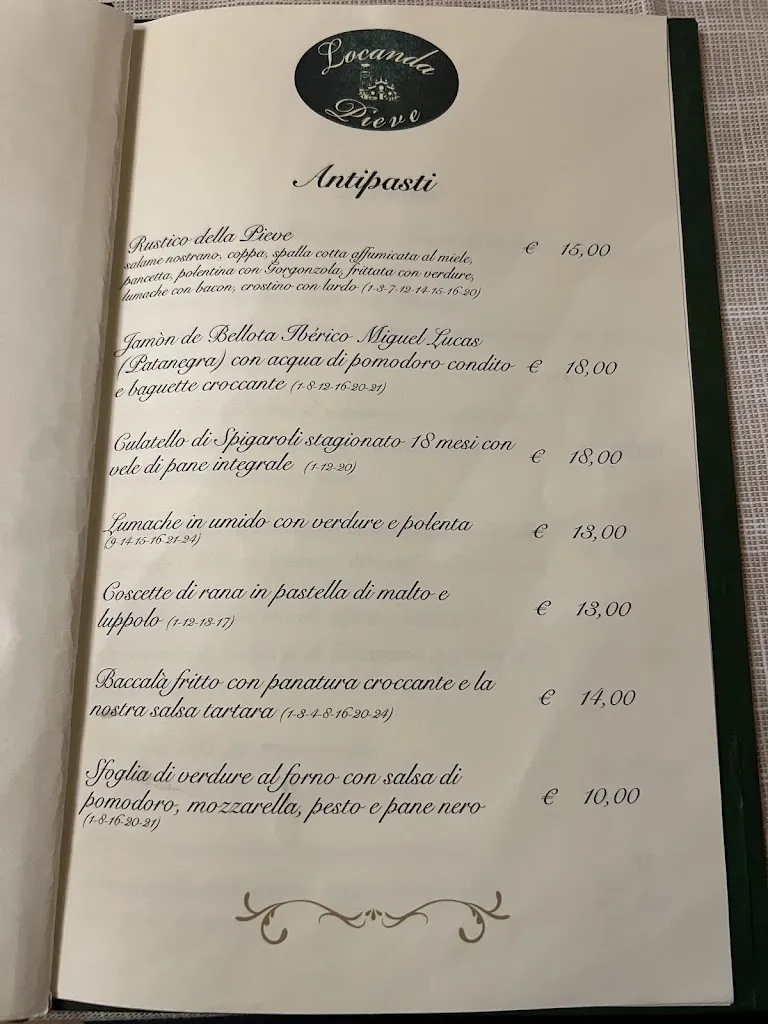 Locanda
Pieve
Antipasti
Rustico della Pieve € 15,00
salame nostrano, coppa, spalla cotta affumicata al miele,
pancetta, polentina con Gorgonzola, frittata con verdure,
lumache con bacon, crostino con lardo (1-3-7-12-14-15-16-20)
Jamòn de Bellota Ibérico Miguel Lucas
(Patanegra) con acqua di pomodoro condito € 18,00
e baguette croccante (1-8-12-16-20-21)
Culatello di Spigaroli stagionato 18 mesi con € 18,00
vele di pane integrale (1-12-20)
Lumache in umido con verdure e polenta € 13,00
(9-14-15-16-21-24)
Coscette di rana in pastella di malto e
luppolo (1-12-13-17) € 13,00
Baccalà fritto con panatura croccante e la € 14,00
nostra salsa tartara (1-3-4-8-16-20-24)
Sfoglia di verdure al forno con salsa di
pomodoro, mozzarella, pesto e pane nero € 10,00
(1-8-16-20-21)